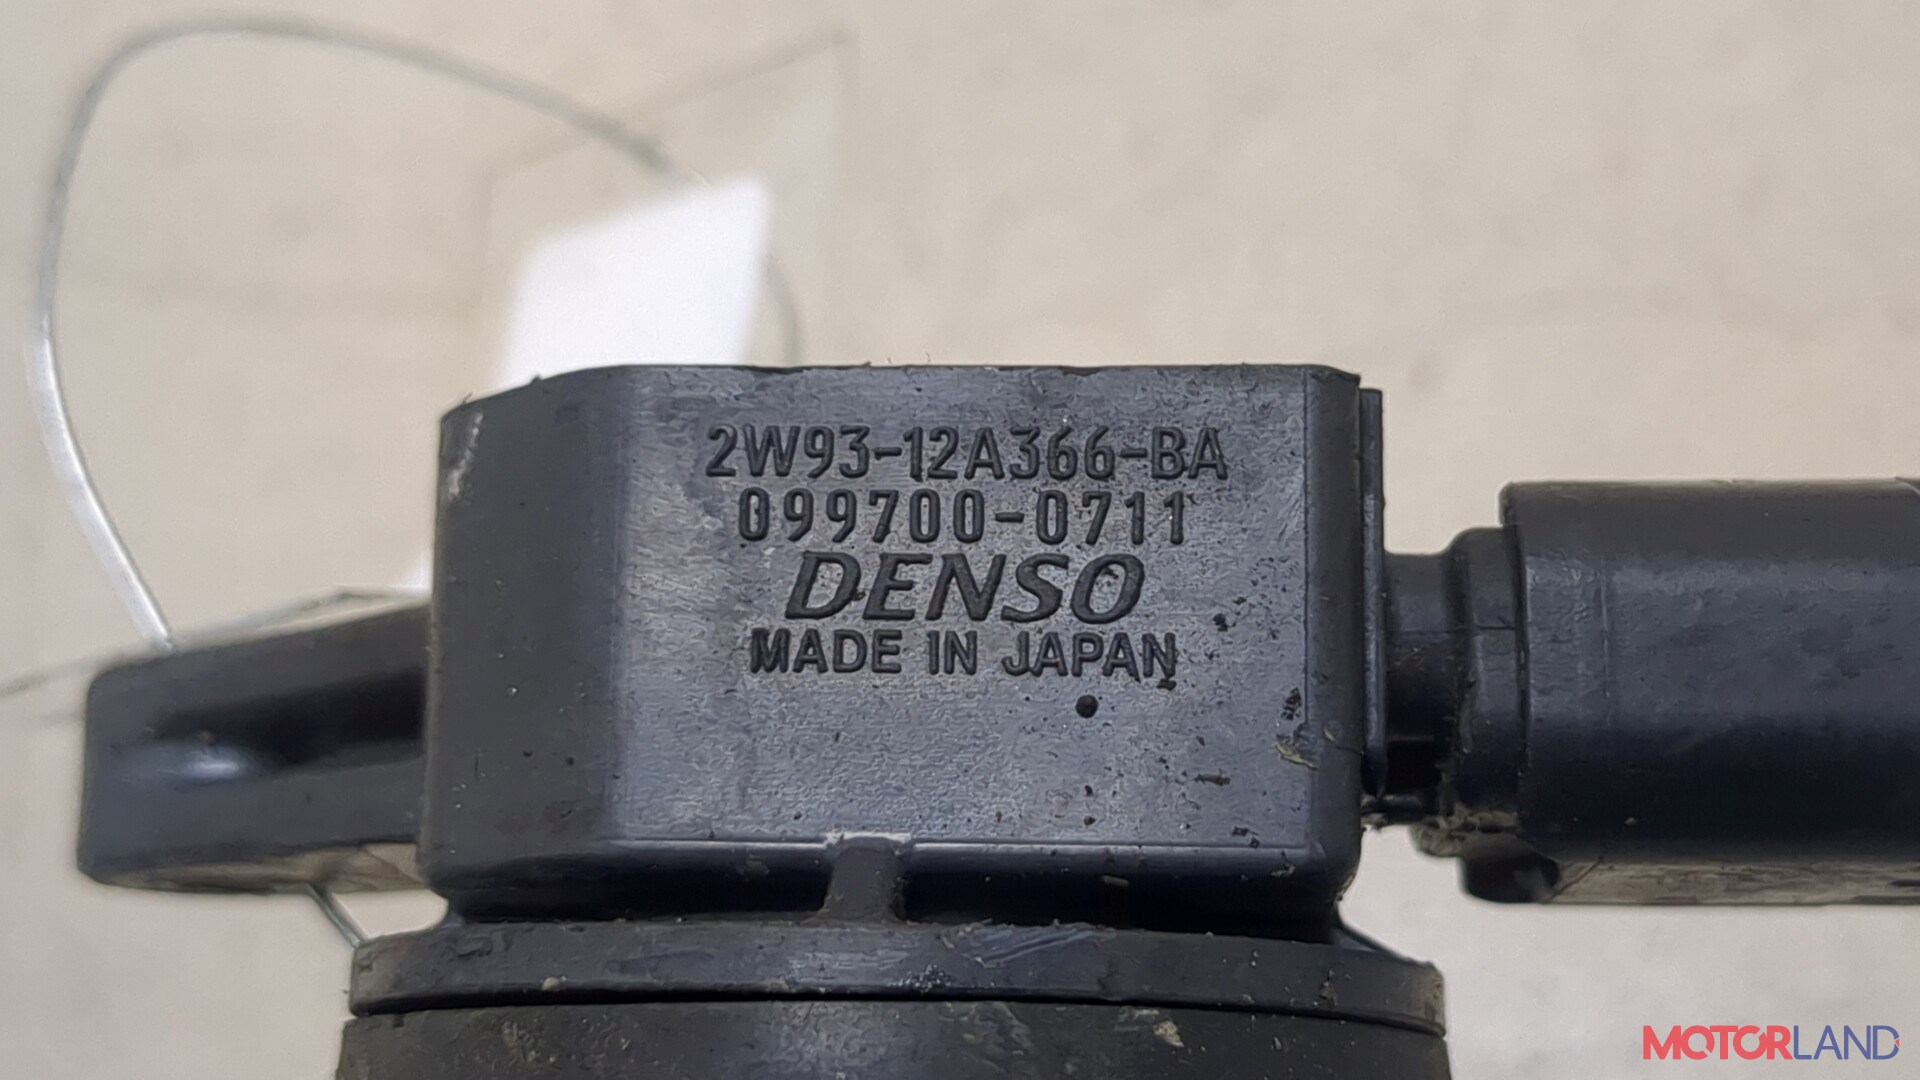 2W93-12A366-BA
099700-0711
DENSO
MADE IN JAPAN
MOTORLAND